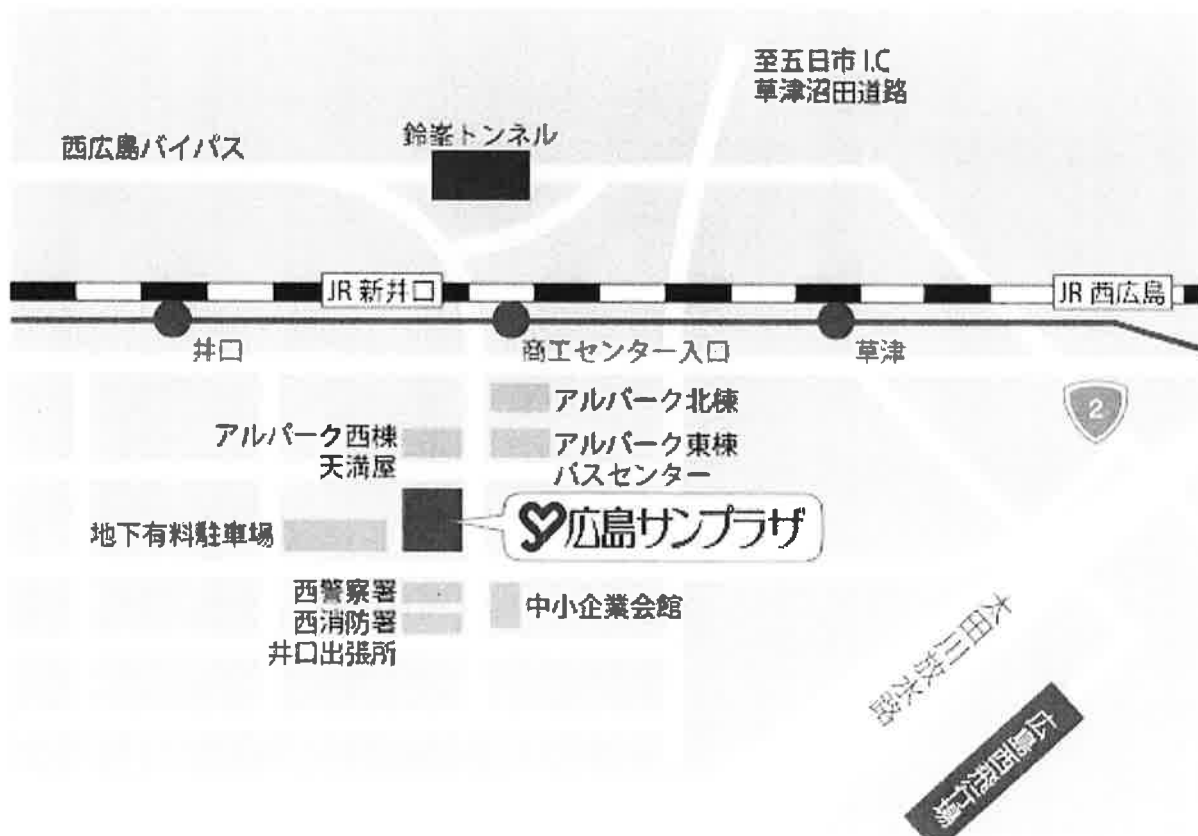 至五日市 I.C
草津沼田道路
西広島バイパス
鈴峯トンネル
JR 新井口
JR 西広島
井口
商工センター入口
草津
2
アルパーク北棟
アルパーク西棟
天満屋
アルパーク東棟
バスセンター
広島サンプラザ
地下有料駐車場
西警察署
西消防署
井口出張所
中小企業会館
太田川放水路
広島西飛行場